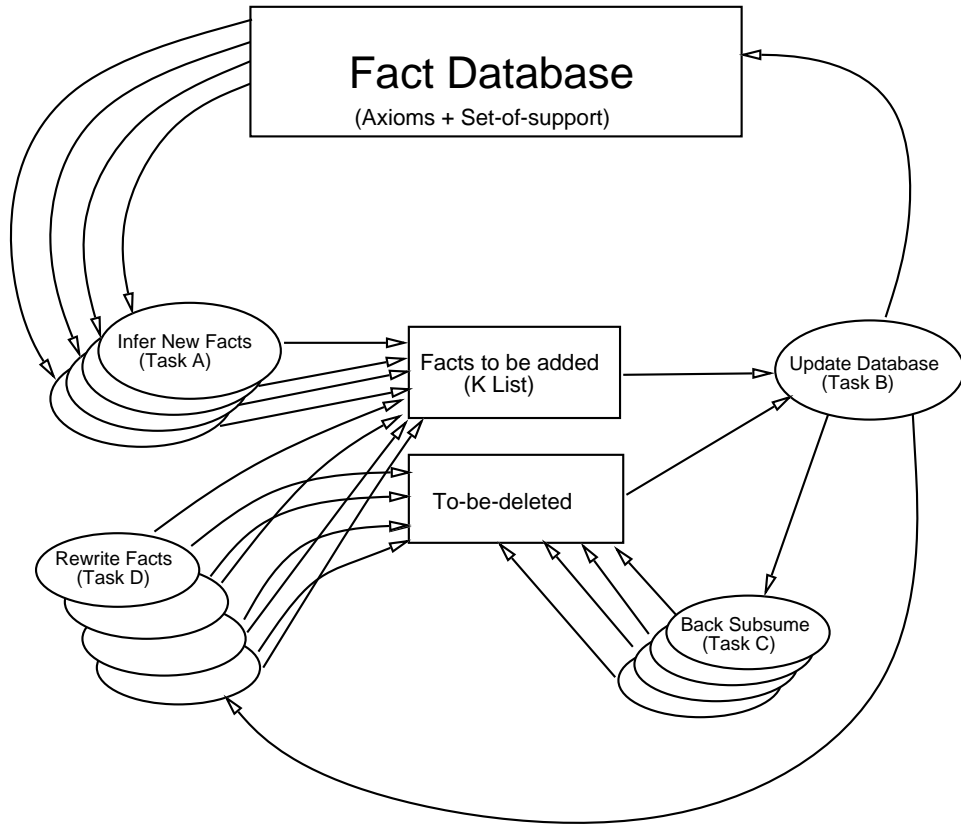 Fact Database
(Axioms + Set-of-support)
Infer New Facts
(Task A)
Facts to be added
(K List)
Update Database
(Task B)
To-be-deleted
Rewrite Facts
(Task D)
Back Subsume
(Task C)